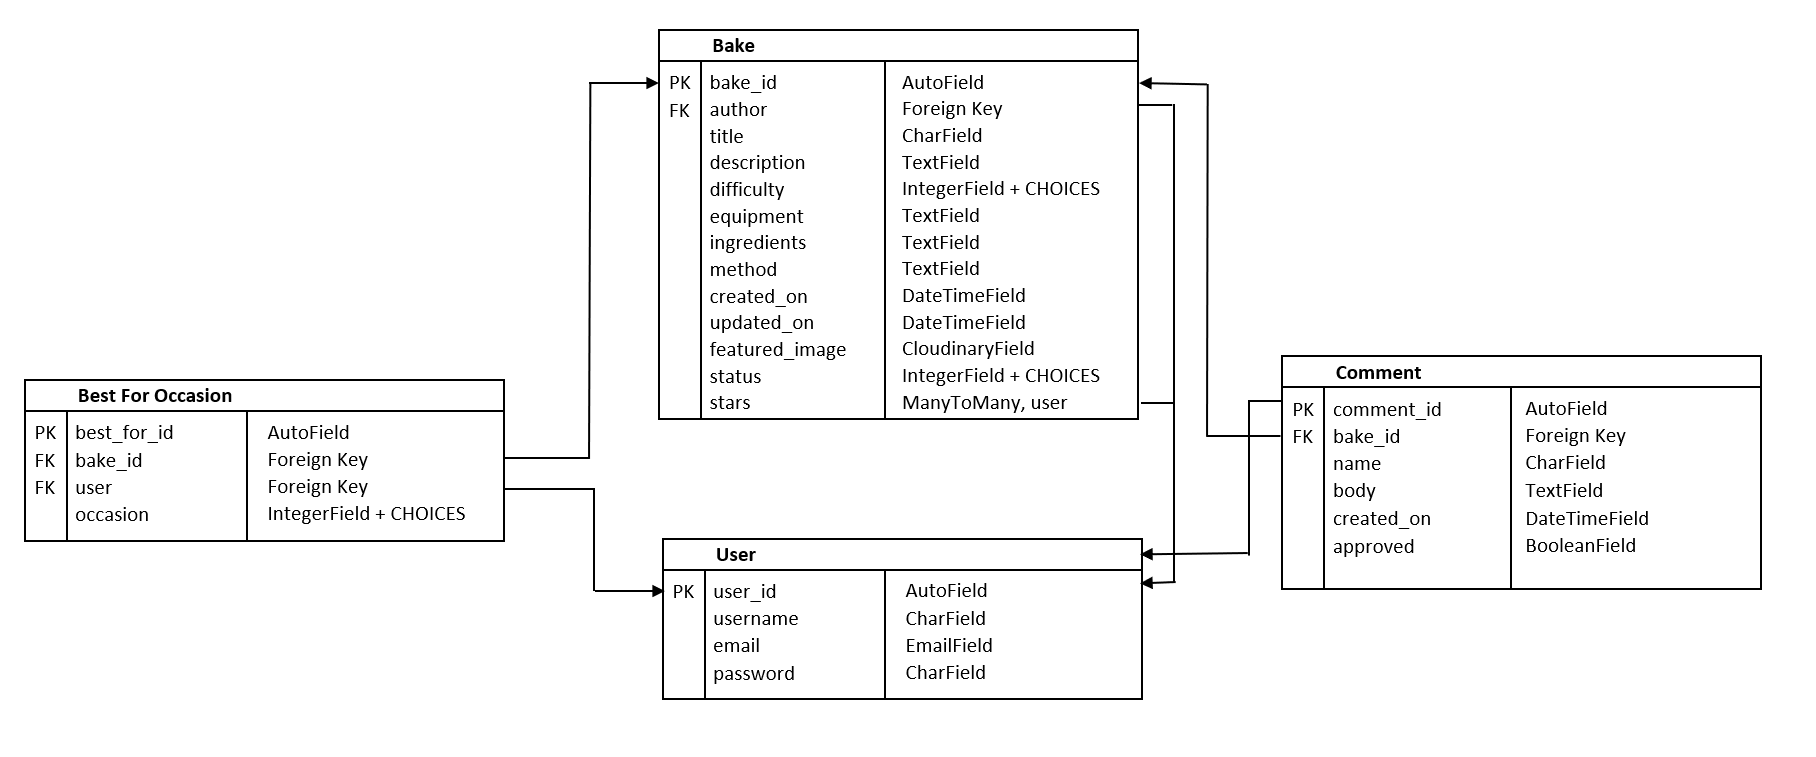 Bake
PK bake_id AutoField
FK author Foreign Key
title CharField
description TextField
difficulty IntegerField + CHOICES
equipment TextField
ingredients TextField
method TextField
created_on DateTimeField
updated_on DateTimeField
featured_image CloudinaryField
status IntegerField + CHOICES
stars ManyToMany, user
Best For Occasion
PK best_for_id AutoField
FK bake_id Foreign Key
FK user Foreign Key
occasion IntegerField + CHOICES
User
PK user_id AutoField
username CharField
email EmailField
password CharField
Comment
PK comment_id AutoField
FK bake_id Foreign Key
name CharField
body TextField
created_on DateTimeField
approved BooleanField